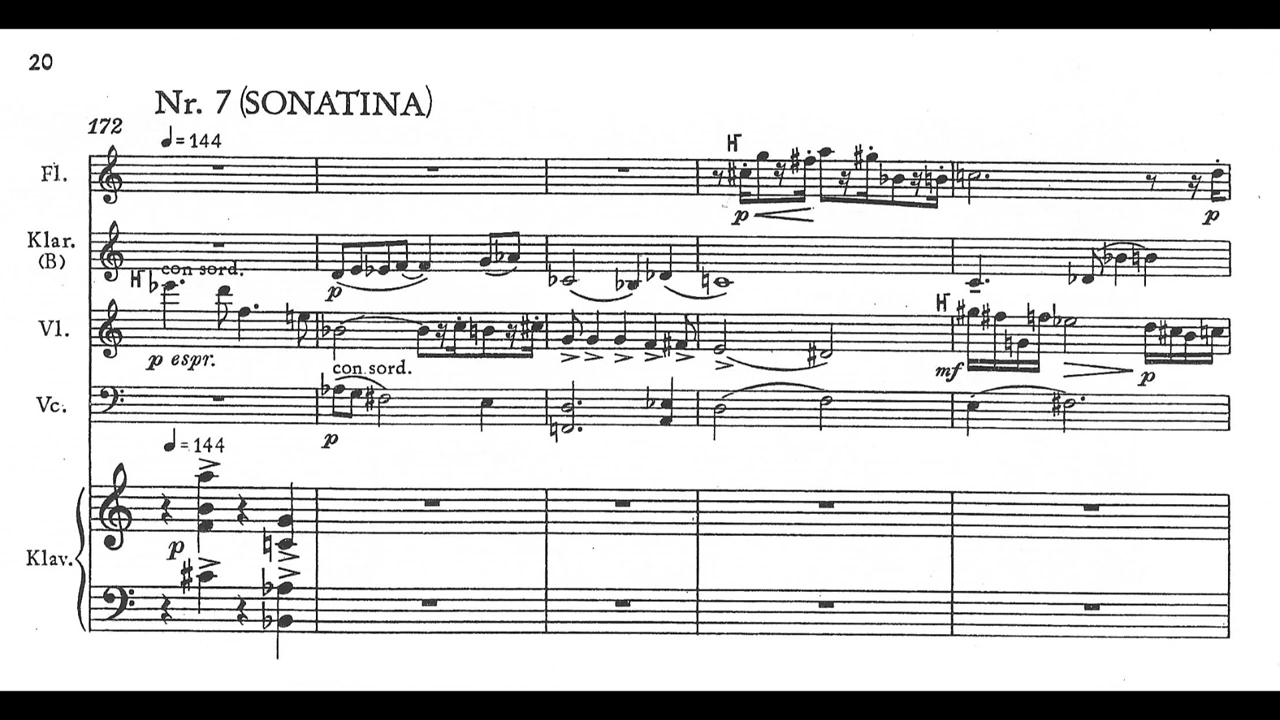 20
Nr. 7 (SONATINA)
172
♩= 144
Fl.
H
p
p
Klar.
(B)
p
H
con sord.
Vl.
p espr.
H
mf
p
con sord.
Vc.
p
♩= 144
Klav.
p